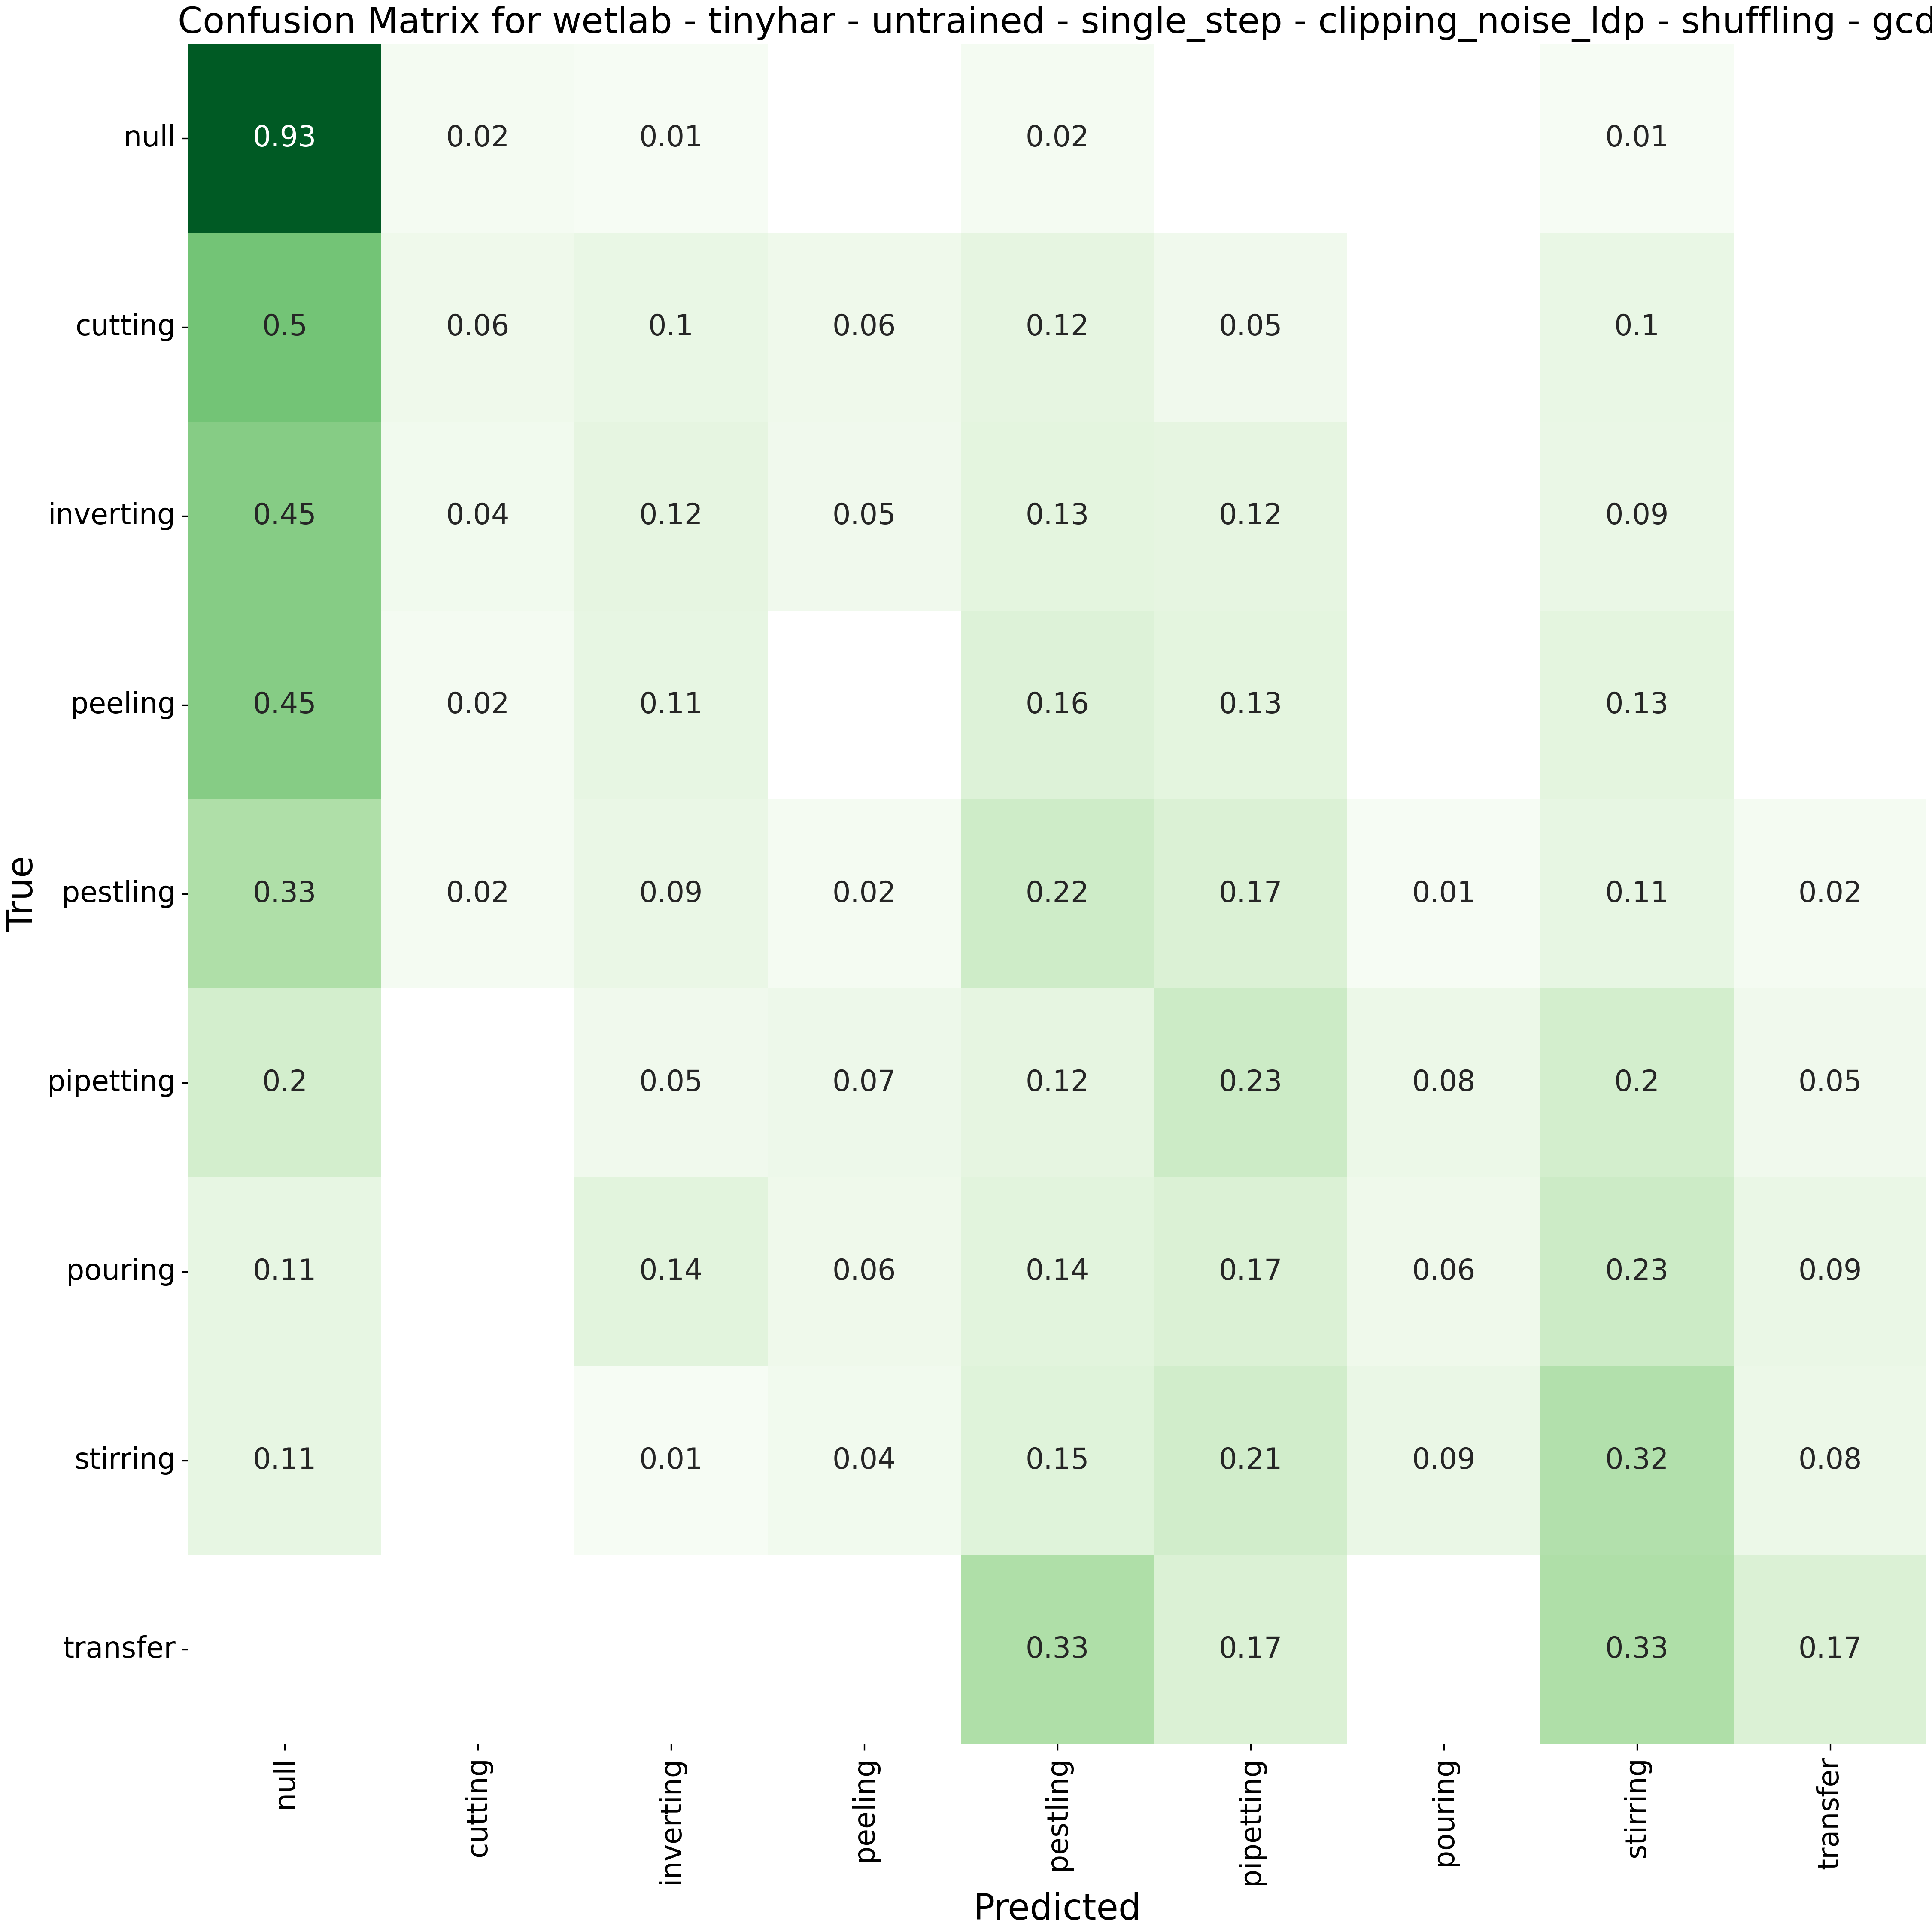 Confusion Matrix for wetlab - tinyhar - untrained - single_step - clipping_noise_ldp - shuffling - gcd
null 0.93 0.02 0.01 0.02 0.01
cutting 0.5 0.06 0.1 0.06 0.12 0.05 0.1
inverting 0.45 0.04 0.12 0.05 0.13 0.12 0.09
peeling 0.45 0.02 0.11 0.16 0.13 0.13
pestling 0.33 0.02 0.09 0.02 0.22 0.17 0.01 0.11 0.02
pipetting 0.2 0.05 0.07 0.12 0.23 0.08 0.2 0.05
pouring 0.11 0.14 0.06 0.14 0.17 0.06 0.23 0.09
stirring 0.11 0.01 0.04 0.15 0.21 0.09 0.32 0.08
transfer 0.33 0.17 0.33 0.17
True
null cutting inverting peeling pestling pipetting pouring stirring transfer
Predicted